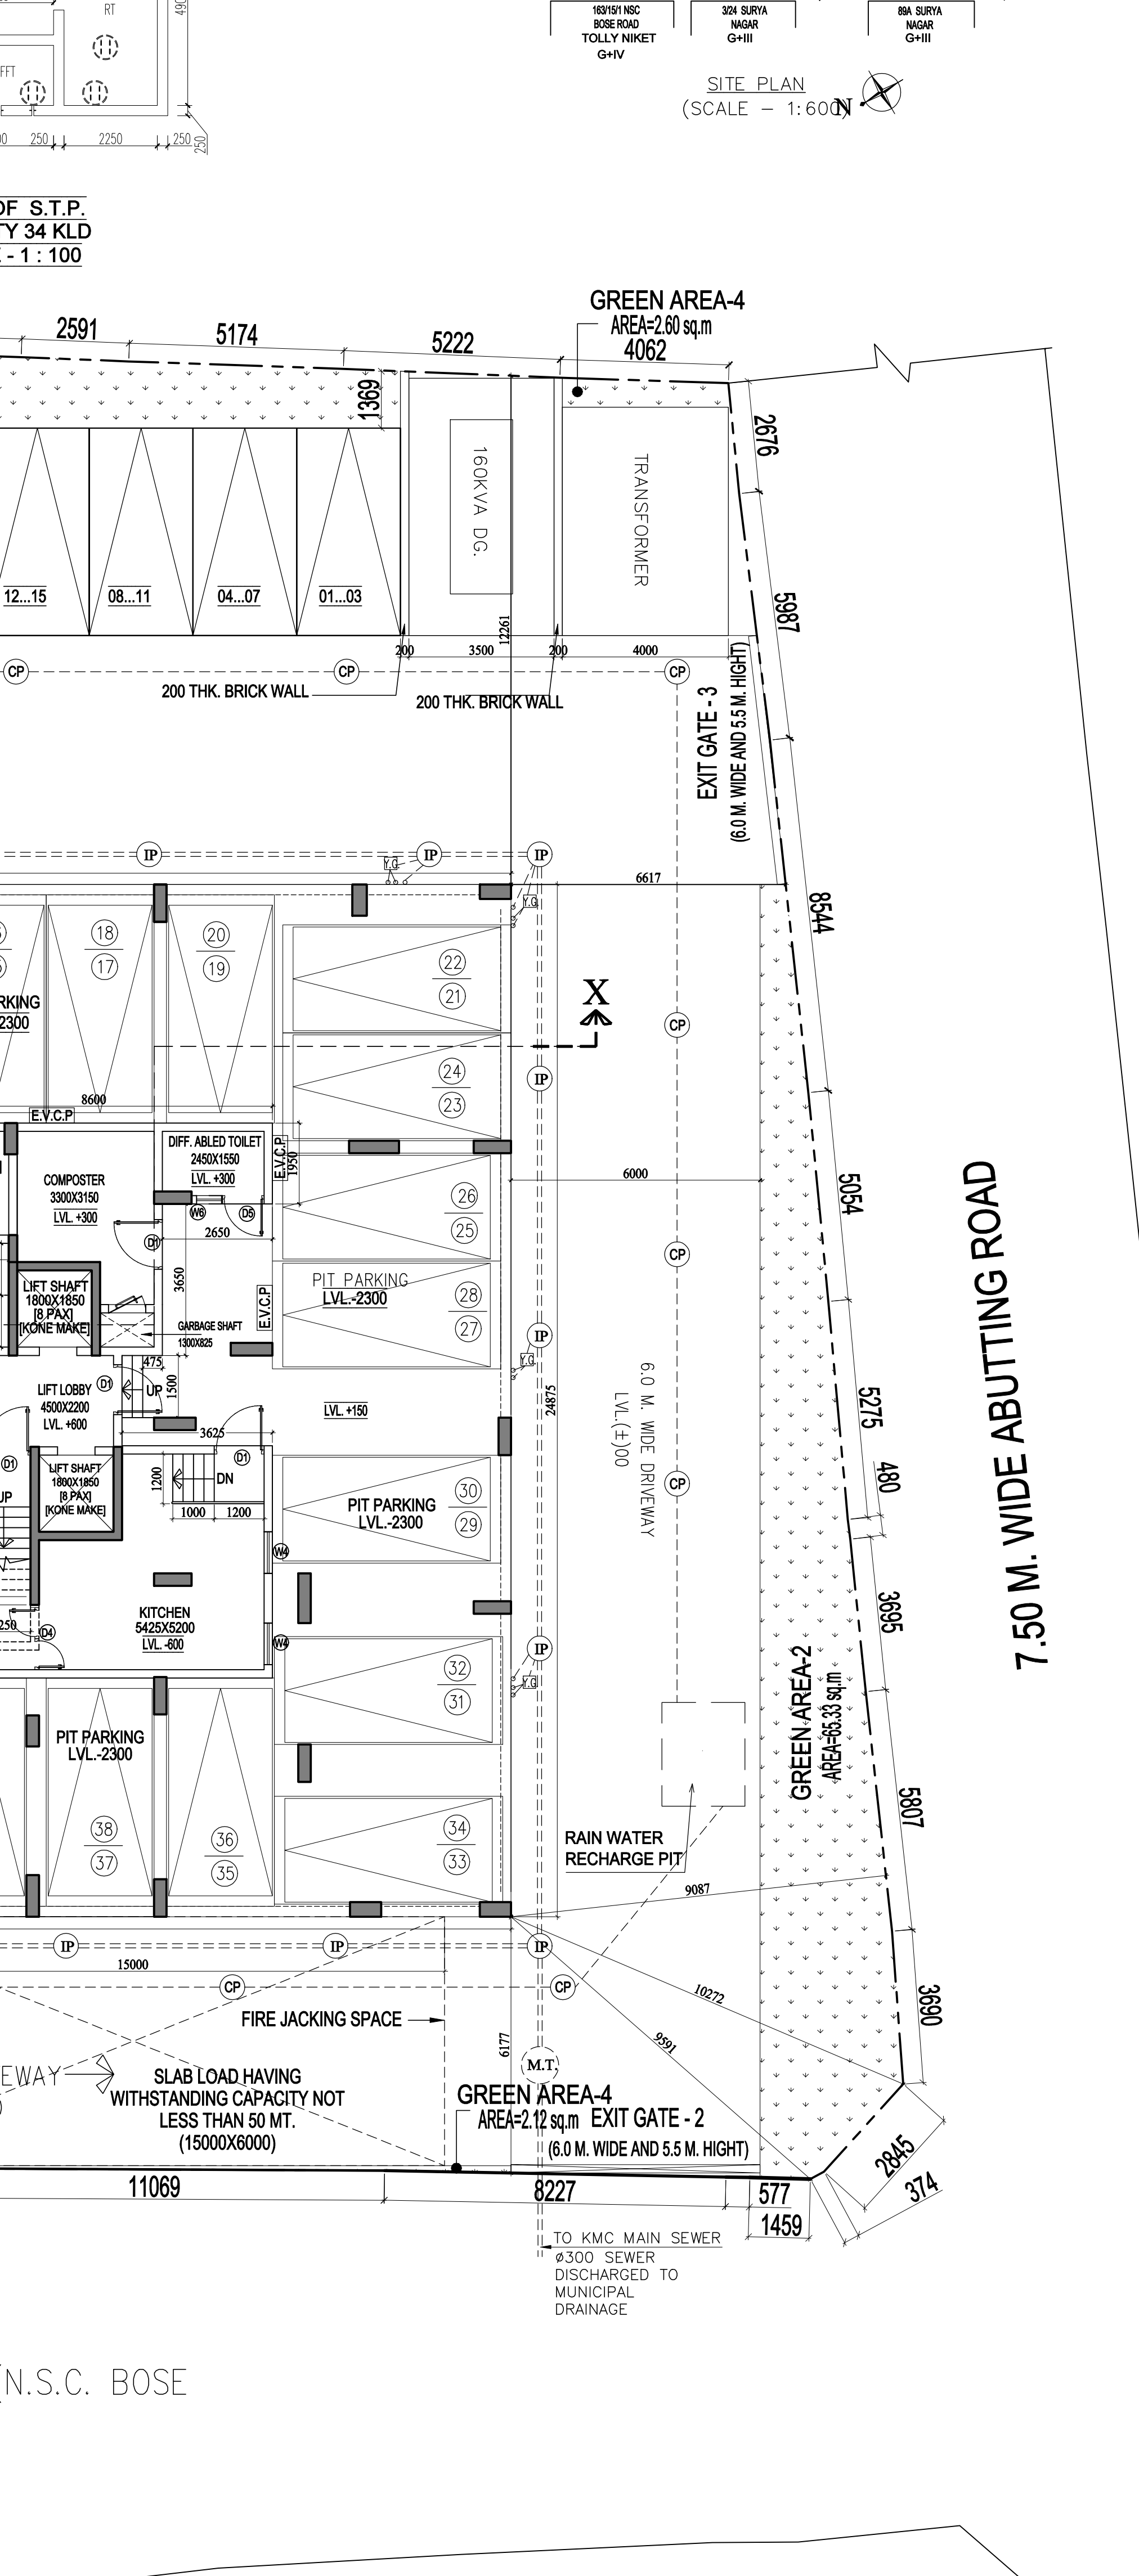 490
RT
FFT
250
2250
250
250
163/15/1 NSC
BOSE ROAD
TOLLY NIKET
G+IV
3/24 SURYA
NAGAR
G+III
89A SURYA
NAGAR
G+III
SITE PLAN
(SCALE - 1:600)
N
OF S.T.P.
TY 34 KLD
- 1 : 100
GREEN AREA-4
AREA=2.60 sq.m
2591
5174
5222
4062
1369
2676
160KVA DG.
TRANSFORMER
12...15
08...11
04...07
01...03
5987
12261
200
3500
200
4000
CP
CP
CP
200 THK. BRICK WALL
200 THK. BRICK WALL
EXIT GATE - 3
(6.0 M. WIDE AND 5.5 M. HIGHT)
IP
IP
IP
Y.G.
Y.G.
6617
8544
18
17
20
19
22
21
RKING
2300
X
CP
24
23
IP
8600
E.V.C.P
COMPOSTER
3300X3150
LVL. +300
DIFF. ABLED TOILET
2450X1550
LVL. +300
E.V.C.P
1950
W6
D5
D1
2650
26
25
6000
5054
CP
7.50 M. WIDE ABUTTING ROAD
3650
LIFT SHAFT
1800X1850
[8 PAX]
[KONE MAKE]
GARBAGE SHAFT
1300X825
E.V.C.P
PIT PARKING
LVL.-2300
28
27
IP
Y.G.
475
D1
UP
1500
LIFT LOBBY
4500X2200
LVL. +600
LVL. +150
24875
6.0 M. WIDE DRIVEWAY
LVL.(±)00
5275
3625
D1
LIFT SHAFT
1800X1850
[8 PAX]
[KONE MAKE]
1200
DN
D1
1000
1200
UP
PIT PARKING
LVL.-2300
30
29
CP
480
W4
KITCHEN
5425X5200
LVL. -600
250
D4
W4
3695
IP
Y.G.
32
31
GREEN AREA-2
AREA=65.33 sq.m
PIT PARKING
LVL.-2300
38
37
36
35
34
33
RAIN WATER
RECHARGE PIT
5807
9087
IP
IP
IP
15000
CP
CP
10272
3690
FIRE JACKING SPACE
6177
9591
M.T.
EWAY
SLAB LOAD HAVING
WITHSTANDING CAPACITY NOT
LESS THAN 50 MT.
(15000X6000)
GREEN AREA-4
AREA=2.12 sq.m
EXIT GATE - 2
(6.0 M. WIDE AND 5.5 M. HIGHT)
2845
374
11069
8227
577
1459
TO KMC MAIN SEWER
ø300 SEWER
DISCHARGED TO
MUNICIPAL
DRAINAGE
(N.S.C. BOSE